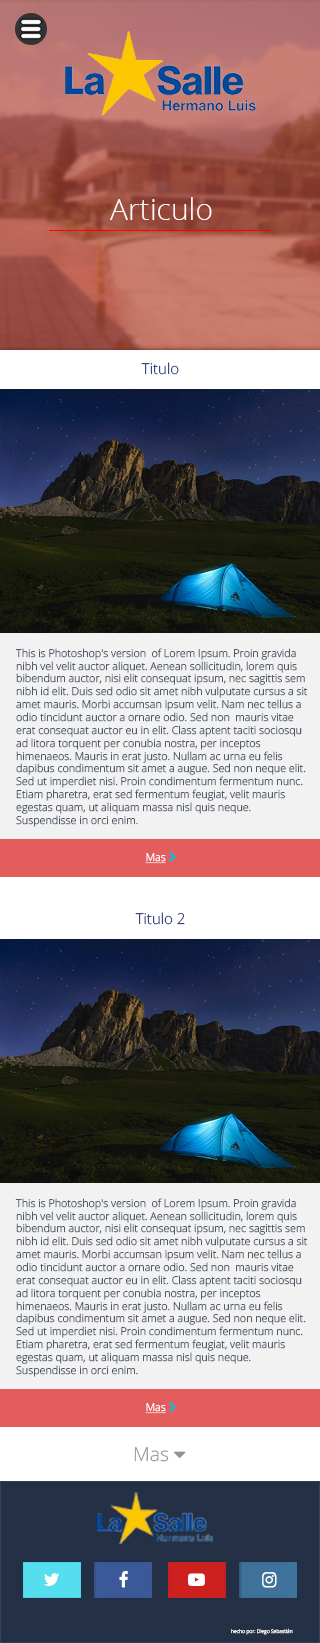 La Salle
Hermano Luis
Articulo
Titulo
This is Photoshop's version  of Lorem Ipsum. Proin gravida
nibh vel velit auctor aliquet. Aenean sollicitudin, lorem quis
bibendum auctor, nisi elit consequat ipsum, nec sagittis sem
nibh id elit. Duis sed odio sit amet nibh vulputate cursus a sit
amet mauris. Morbi accumsan ipsum velit. Nam nec tellus a
odio tincidunt auctor a ornare odio. Sed non  mauris vitae
erat consequat auctor eu in elit. Class aptent taciti sociosqu
ad litora torquent per conubia nostra, per inceptos
himenaeos. Mauris in erat justo. Nullam ac urna eu felis
dapibus condimentum sit amet a augue. Sed non neque elit.
Sed ut imperdiet nisi. Proin condimentum fermentum nunc.
Etiam pharetra, erat sed fermentum feugiat, velit mauris
egestas quam, ut aliquam massa nisl quis neque.
Suspendisse in orci enim.
Mas
Titulo 2
This is Photoshop's version  of Lorem Ipsum. Proin gravida
nibh vel velit auctor aliquet. Aenean sollicitudin, lorem quis
bibendum auctor, nisi elit consequat ipsum, nec sagittis sem
nibh id elit. Duis sed odio sit amet nibh vulputate cursus a sit
amet mauris. Morbi accumsan ipsum velit. Nam nec tellus a
odio tincidunt auctor a ornare odio. Sed non  mauris vitae
erat consequat auctor eu in elit. Class aptent taciti sociosqu
ad litora torquent per conubia nostra, per inceptos
himenaeos. Mauris in erat justo. Nullam ac urna eu felis
dapibus condimentum sit amet a augue. Sed non neque elit.
Sed ut imperdiet nisi. Proin condimentum fermentum nunc.
Etiam pharetra, erat sed fermentum feugiat, velit mauris
egestas quam, ut aliquam massa nisl quis neque.
Suspendisse in orci enim.
Mas
Mas
La Salle
Hermano Luis
hecho por: Diego Sebastián